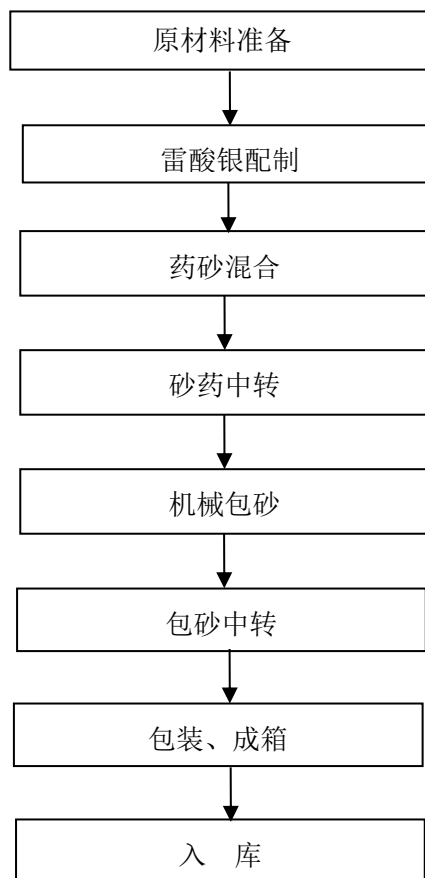 原材料准备
雷酸银配制
药砂混合
砂药中转
机械包砂
包砂中转
包装、成箱
入 库